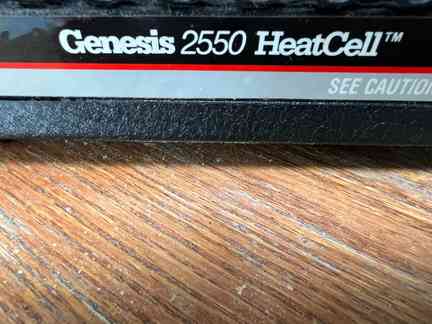 Genesis 2550 HeatCell™
SEE CAUTION